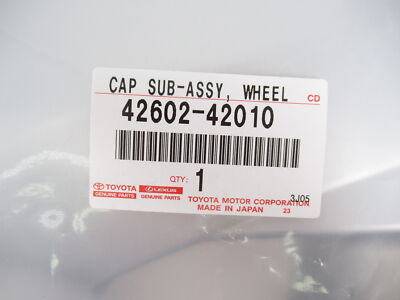 CAP SUB-ASSY, WHEEL CD
42602-42010
QTY: 1
3J05
TOYOTA LEXUS TOYOTA MOTOR CORPORATION
GENUINE PARTS GENUINE PARTS MADE IN JAPAN 23